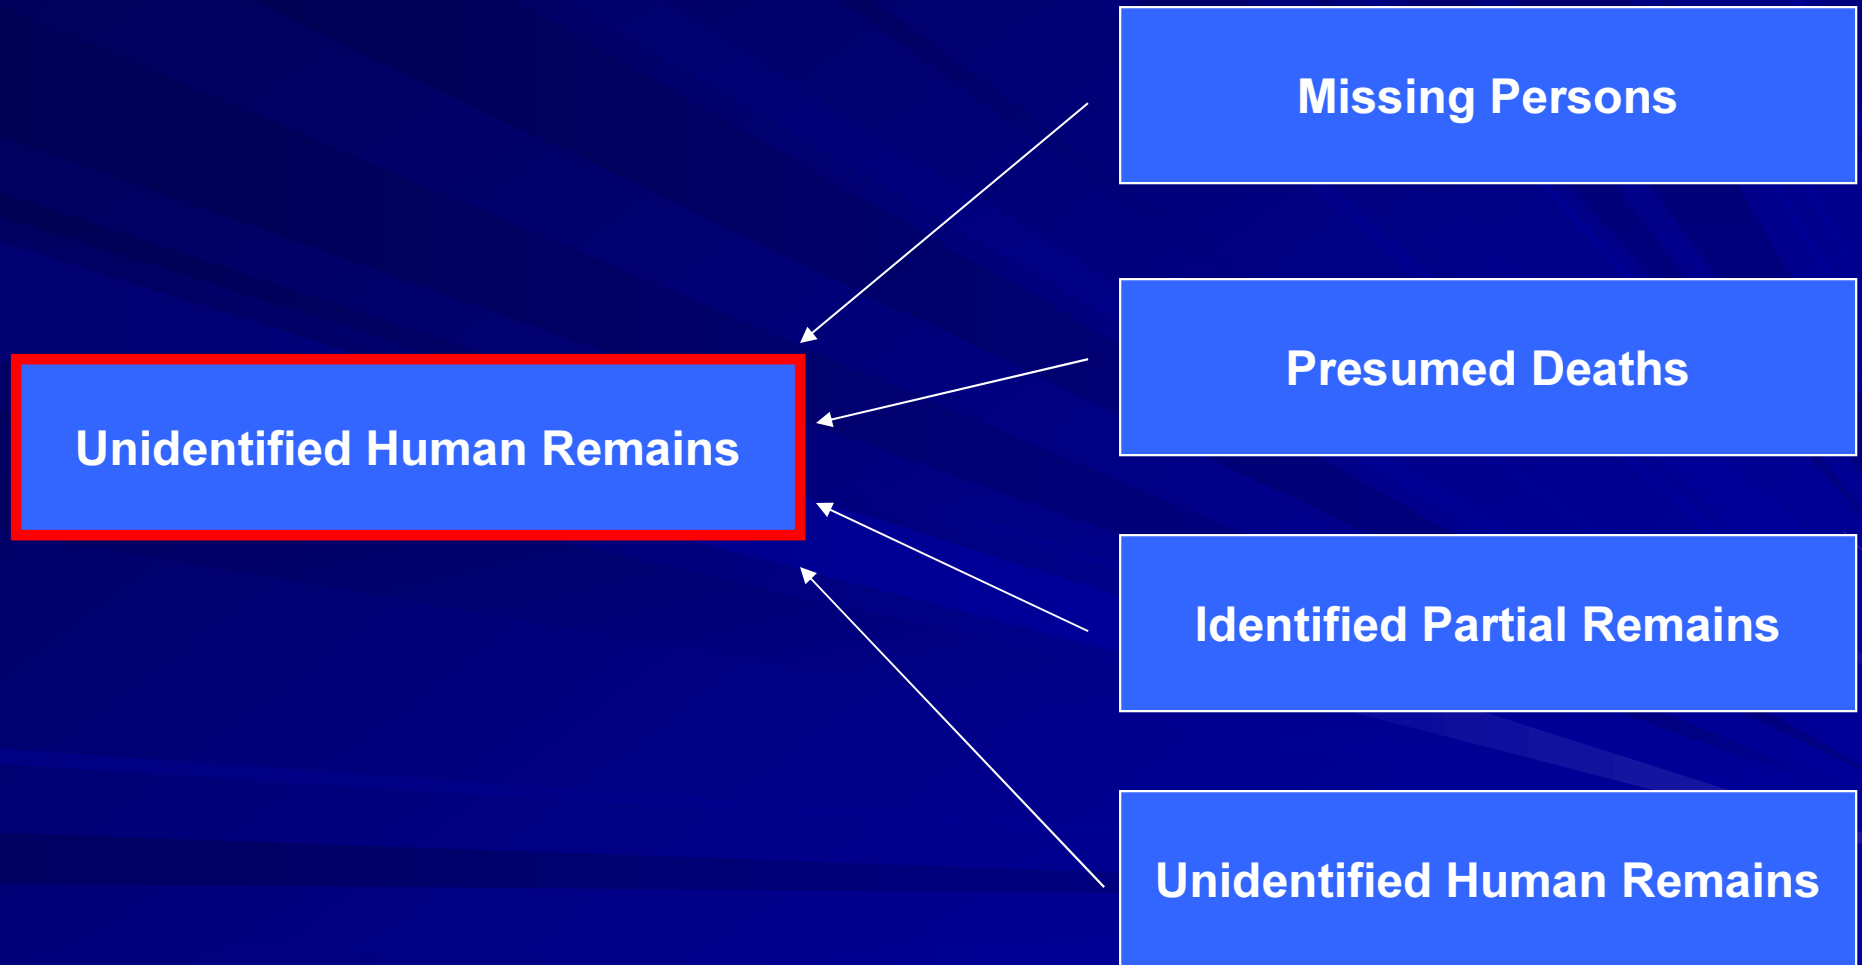 Missing Persons
Presumed Deaths
Unidentified Human Remains
Identified Partial Remains
Unidentified Human Remains